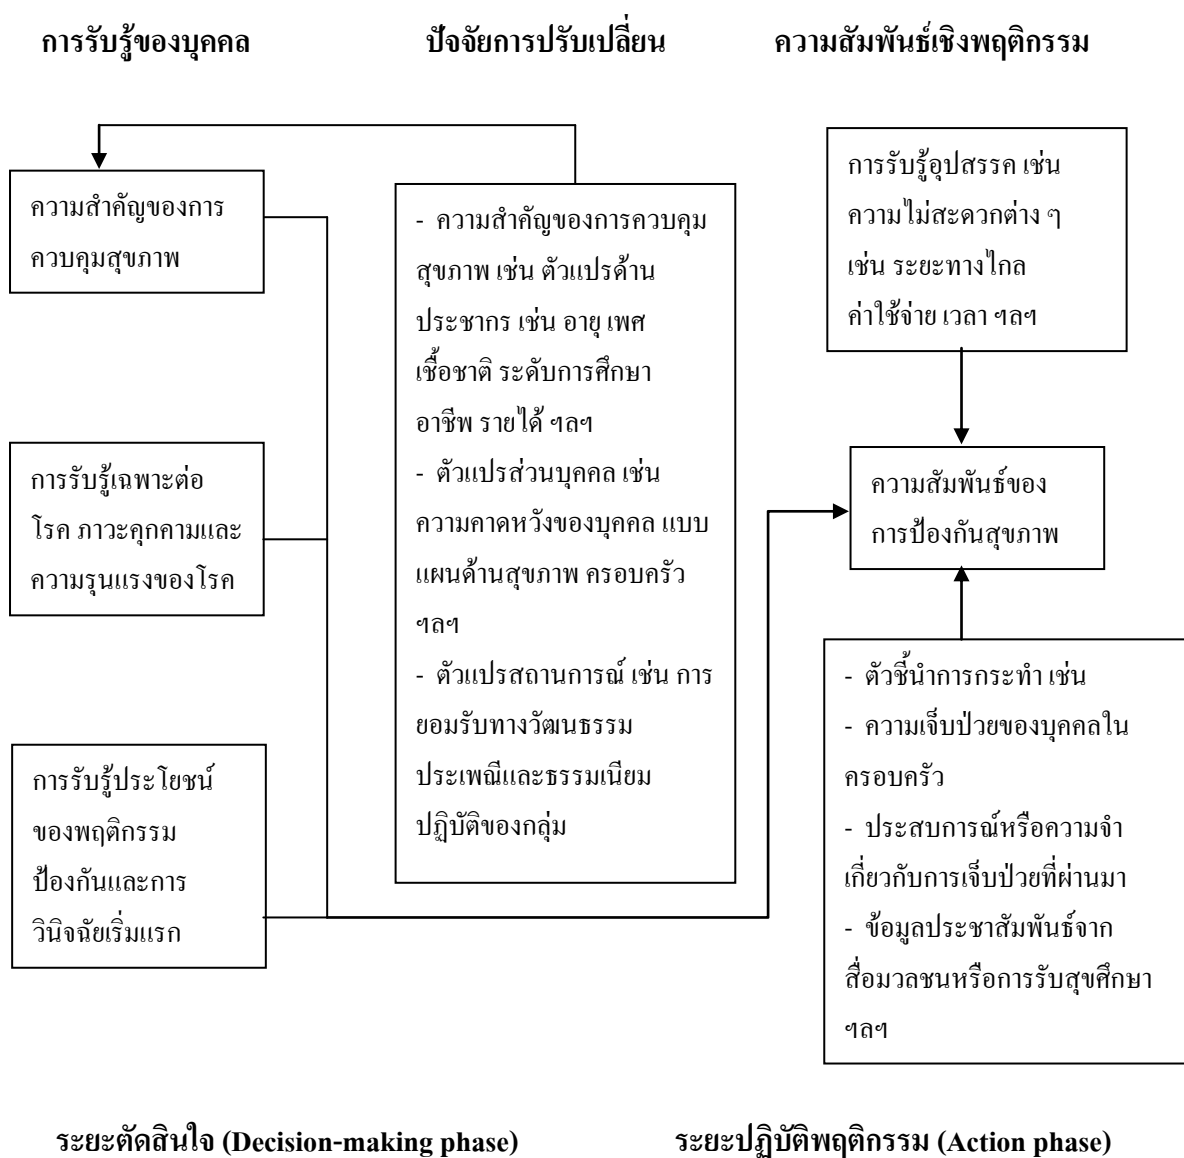 การรับรู้ของบุคคล
ปัจจัยการปรับเปลี่ยน
ความสัมพันธ์เชิงพฤติกรรม
ความสำคัญของการ
ควบคุมสุขภาพ
การรับรู้เฉพาะต่อ
โรค ภาวะคุกคามและ
ความรุนแรงของโรค
การรับรู้ประโยชน์
ของพฤติกรรม
ป้องกันและการ
วินิจฉัยเริ่มแรก
- ความสำคัญของการควบคุม
สุขภาพ เช่น ตัวแปรด้าน
ประชากร เช่น อายุ เพศ
เชื้อชาติ ระดับการศึกษา
อาชีพ รายได้ ฯลฯ
- ตัวแปรส่วนบุคคล เช่น
ความคาดหวังของบุคคล แบบ
แผนด้านสุขภาพ ครอบครัว
ฯลฯ
- ตัวแปรสถานการณ์ เช่น การ
ยอมรับทางวัฒนธรรม
ประเพณีและธรรมเนียม
ปฏิบัติของกลุ่ม
การรับรู้อุปสรรค เช่น
ความไม่สะดวกต่าง ๆ
เช่น ระยะทางไกล
ค่าใช้จ่าย เวลา ฯลฯ
ความสัมพันธ์ของ
การป้องกันสุขภาพ
- ตัวชี้นำการกระทำ เช่น
- ความเจ็บป่วยของบุคคลใน
ครอบครัว
- ประสบการณ์หรือความจำ
เกี่ยวกับการเจ็บป่วยที่ผ่านมา
- ข้อมูลประชาสัมพันธ์จาก
สื่อมวลชนหรือการรับสุขศึกษา
ฯลฯ
ระยะตัดสินใจ (Decision-making phase)
ระยะปฏิบัติพฤติกรรม (Action phase)